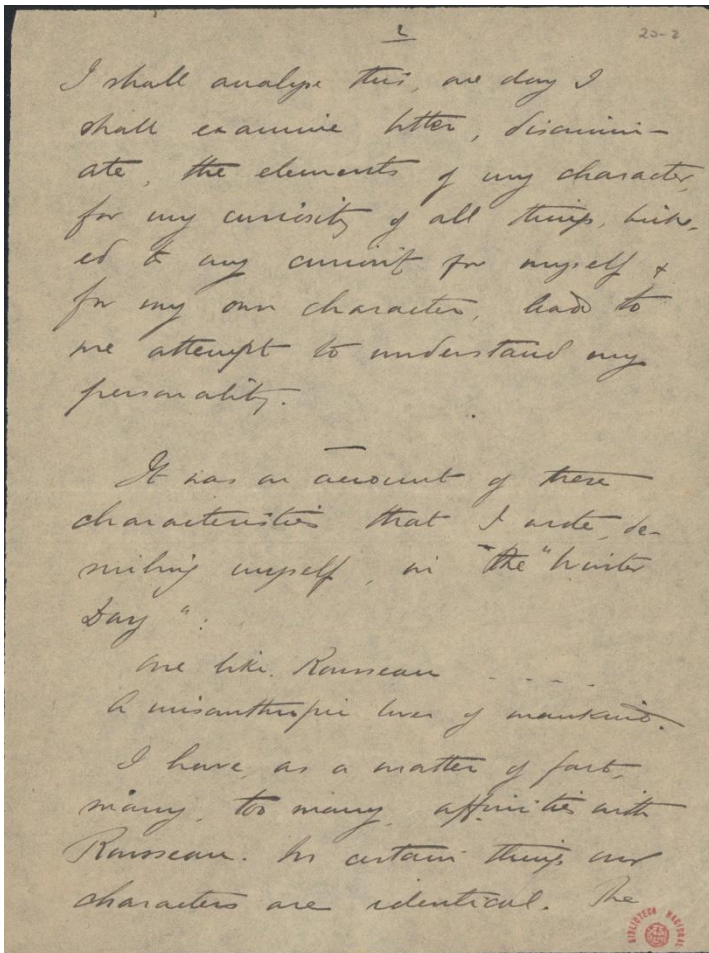 2
20-2
I shall analyse this, one day I
shall examine better, discrimin-
ate, the elements of my character,
for my curiosity of all things, link-
ed to my curiosity for myself &
for my own character, leads to
me attempt to understand my
personality.
It was on account of these
characteristics that I wrote, de-
scribing myself, in "the "Winter
Day":
One like Rousseau - - - -
A misanthropic lover of mankind.
I have, as a matter of fact,
many, too many affinities with
Rousseau. In certain things our
characters are identical. The
BIBLIOTECA NACIONAL